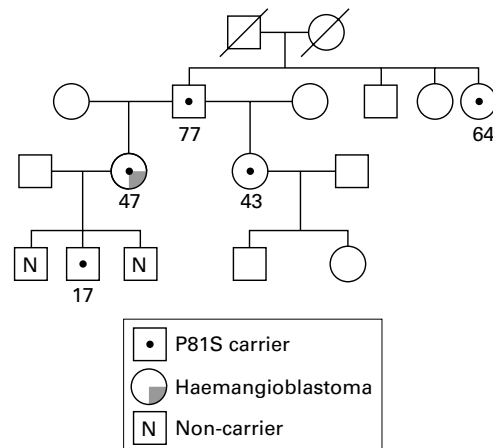 77
64
47
43
N
N
17
P81S carrier
Haemangioblastoma
N Non-carrier